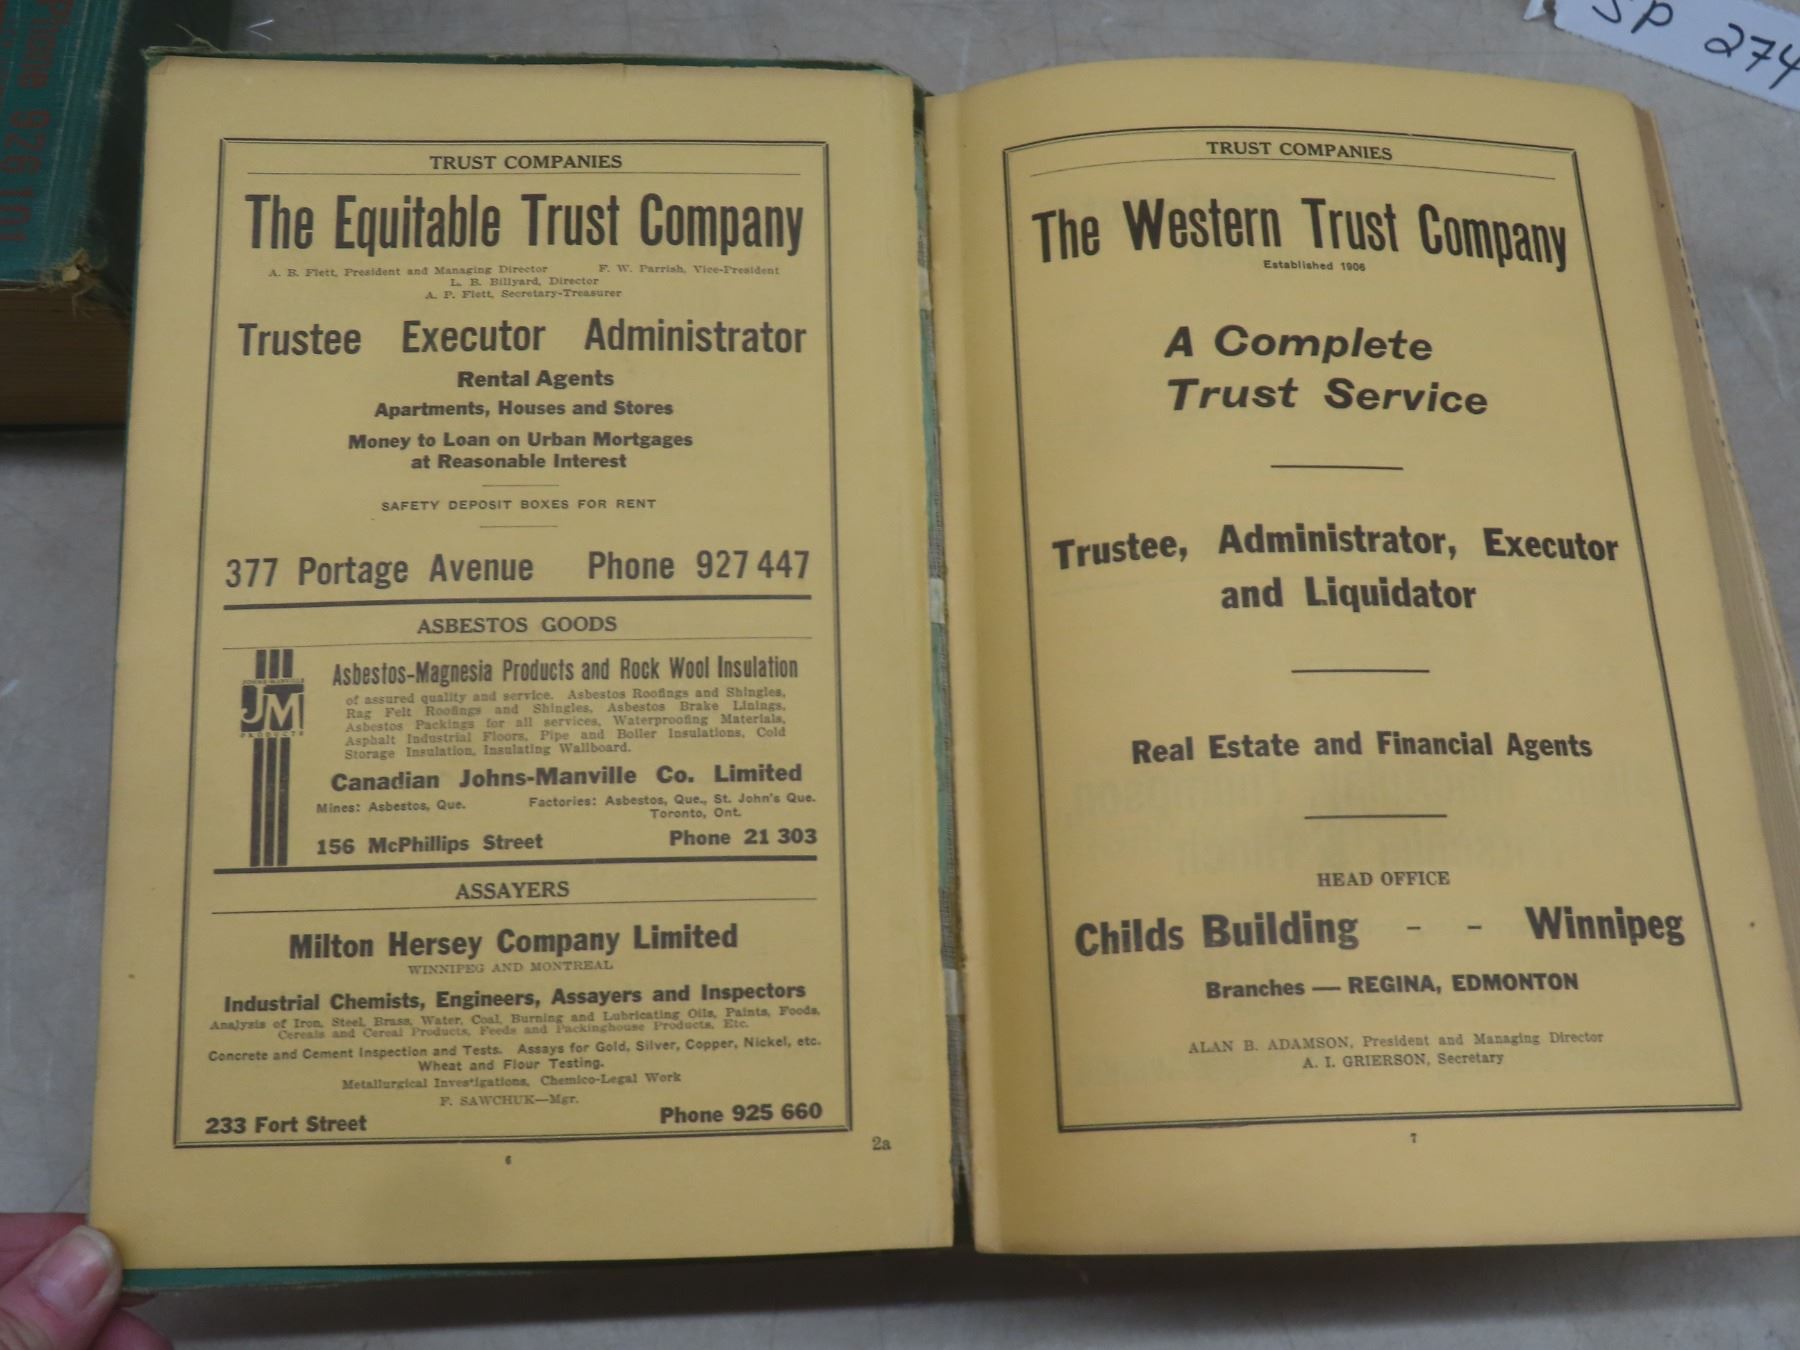 Phone 926101
SP 274
TRUST COMPANIES
The Equitable Trust Company
A. B. Flett, President and Managing Director F. W. Parrish, Vice-President
L. B. Billyard, Director
A. P. Flett, Secretary-Treasurer
Trustee Executor Administrator
Rental Agents
Apartments, Houses and Stores
Money to Loan on Urban Mortgages
at Reasonable Interest
SAFETY DEPOSIT BOXES FOR RENT
377 Portage Avenue Phone 927 447
ASBESTOS GOODS
JOHNS-MANVILLE
JM
PRODUCTS
Asbestos-Magnesia Products and Rock Wool Insulation
of assured quality and service. Asbestos Roofings and Shingles,
Rag Felt Roofings and Shingles, Asbestos Brake Linings,
Asbestos Packings for all services, Waterproofing Materials,
Asphalt Industrial Floors, Pipe and Boiler Insulations, Cold
Storage Insulation, Insulating Wallboard.
Canadian Johns-Manville Co. Limited
Mines: Asbestos, Que. Factories: Asbestos, Que., St. John's Que.
Toronto, Ont.
156 McPhillips Street Phone 21 303
ASSAYERS
Milton Hersey Company Limited
WINNIPEG AND MONTREAL
Industrial Chemists, Engineers, Assayers and Inspectors
Analysis of Iron, Steel, Brass, Water, Coal, Burning and Lubricating Oils, Paints, Foods,
Cereals and Cereal Products, Feeds and Packinghouse Products, Etc.
Concrete and Cement Inspection and Tests. Assays for Gold, Silver, Copper, Nickel, etc.
Wheat and Flour Testing.
Metallurgical Investigations, Chemico-Legal Work
F. SAWCHUK—Mgr.
233 Fort Street Phone 925 660
6
2a
TRUST COMPANIES
The Western Trust Company
Established 1906
A Complete
Trust Service
Trustee, Administrator, Executor
and Liquidator
Real Estate and Financial Agents
HEAD OFFICE
Childs Building - - Winnipeg
Branches — REGINA, EDMONTON
ALAN B. ADAMSON, President and Managing Director
A. I. GRIERSON, Secretary
7